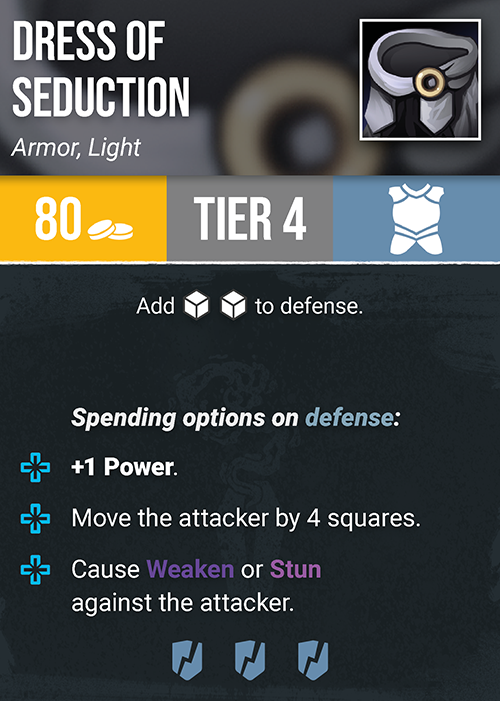 DRESS OF
SEDUCTION
Armor, Light
80 TIER 4
Add to defense.
Spending options on defense:
+1 Power.
Move the attacker by 4 squares.
Cause Weaken or Stun
against the attacker.